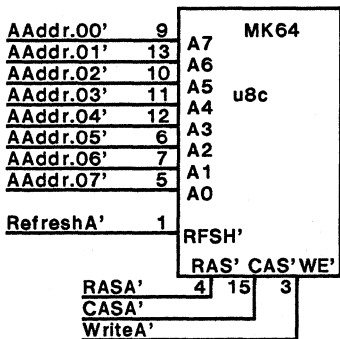 MK64
AAddr.00' 9 A7
AAddr.01' 13 A6
AAddr.02' 10 A5 u8c
AAddr.03' 11 A4
AAddr.04' 12 A3
AAddr.05' 6 A2
AAddr.06' 7 A1
AAddr.07' 5 A0
RefreshA' 1 RFSH'
RAS' CAS' WE'
RASA' 4 15 3
CASA'
WriteA'